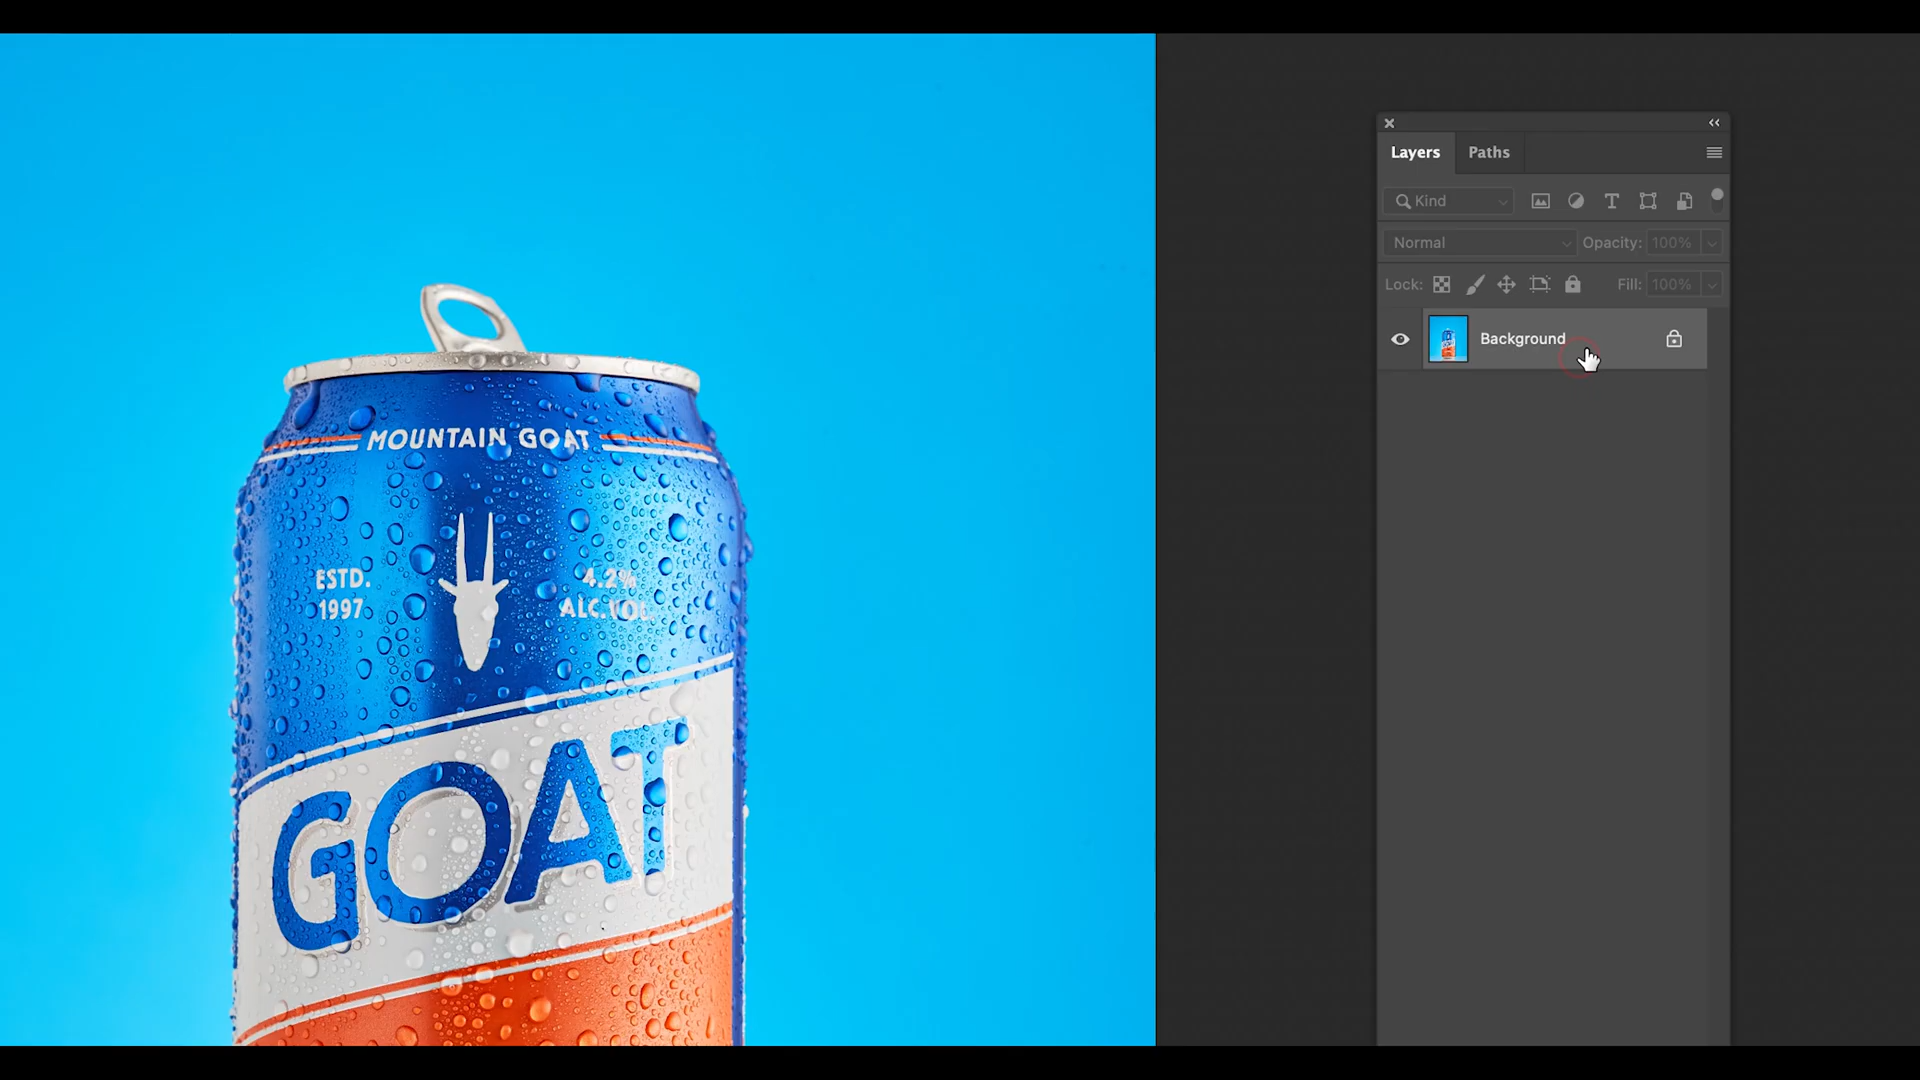 MOUNTAIN GOAT
ESTD.
1997
4.2%
ALC.VOL.
GOAT
Layers
Paths
Kind
Normal
Opacity:
100%
Lock:
Fill:
100%
Background